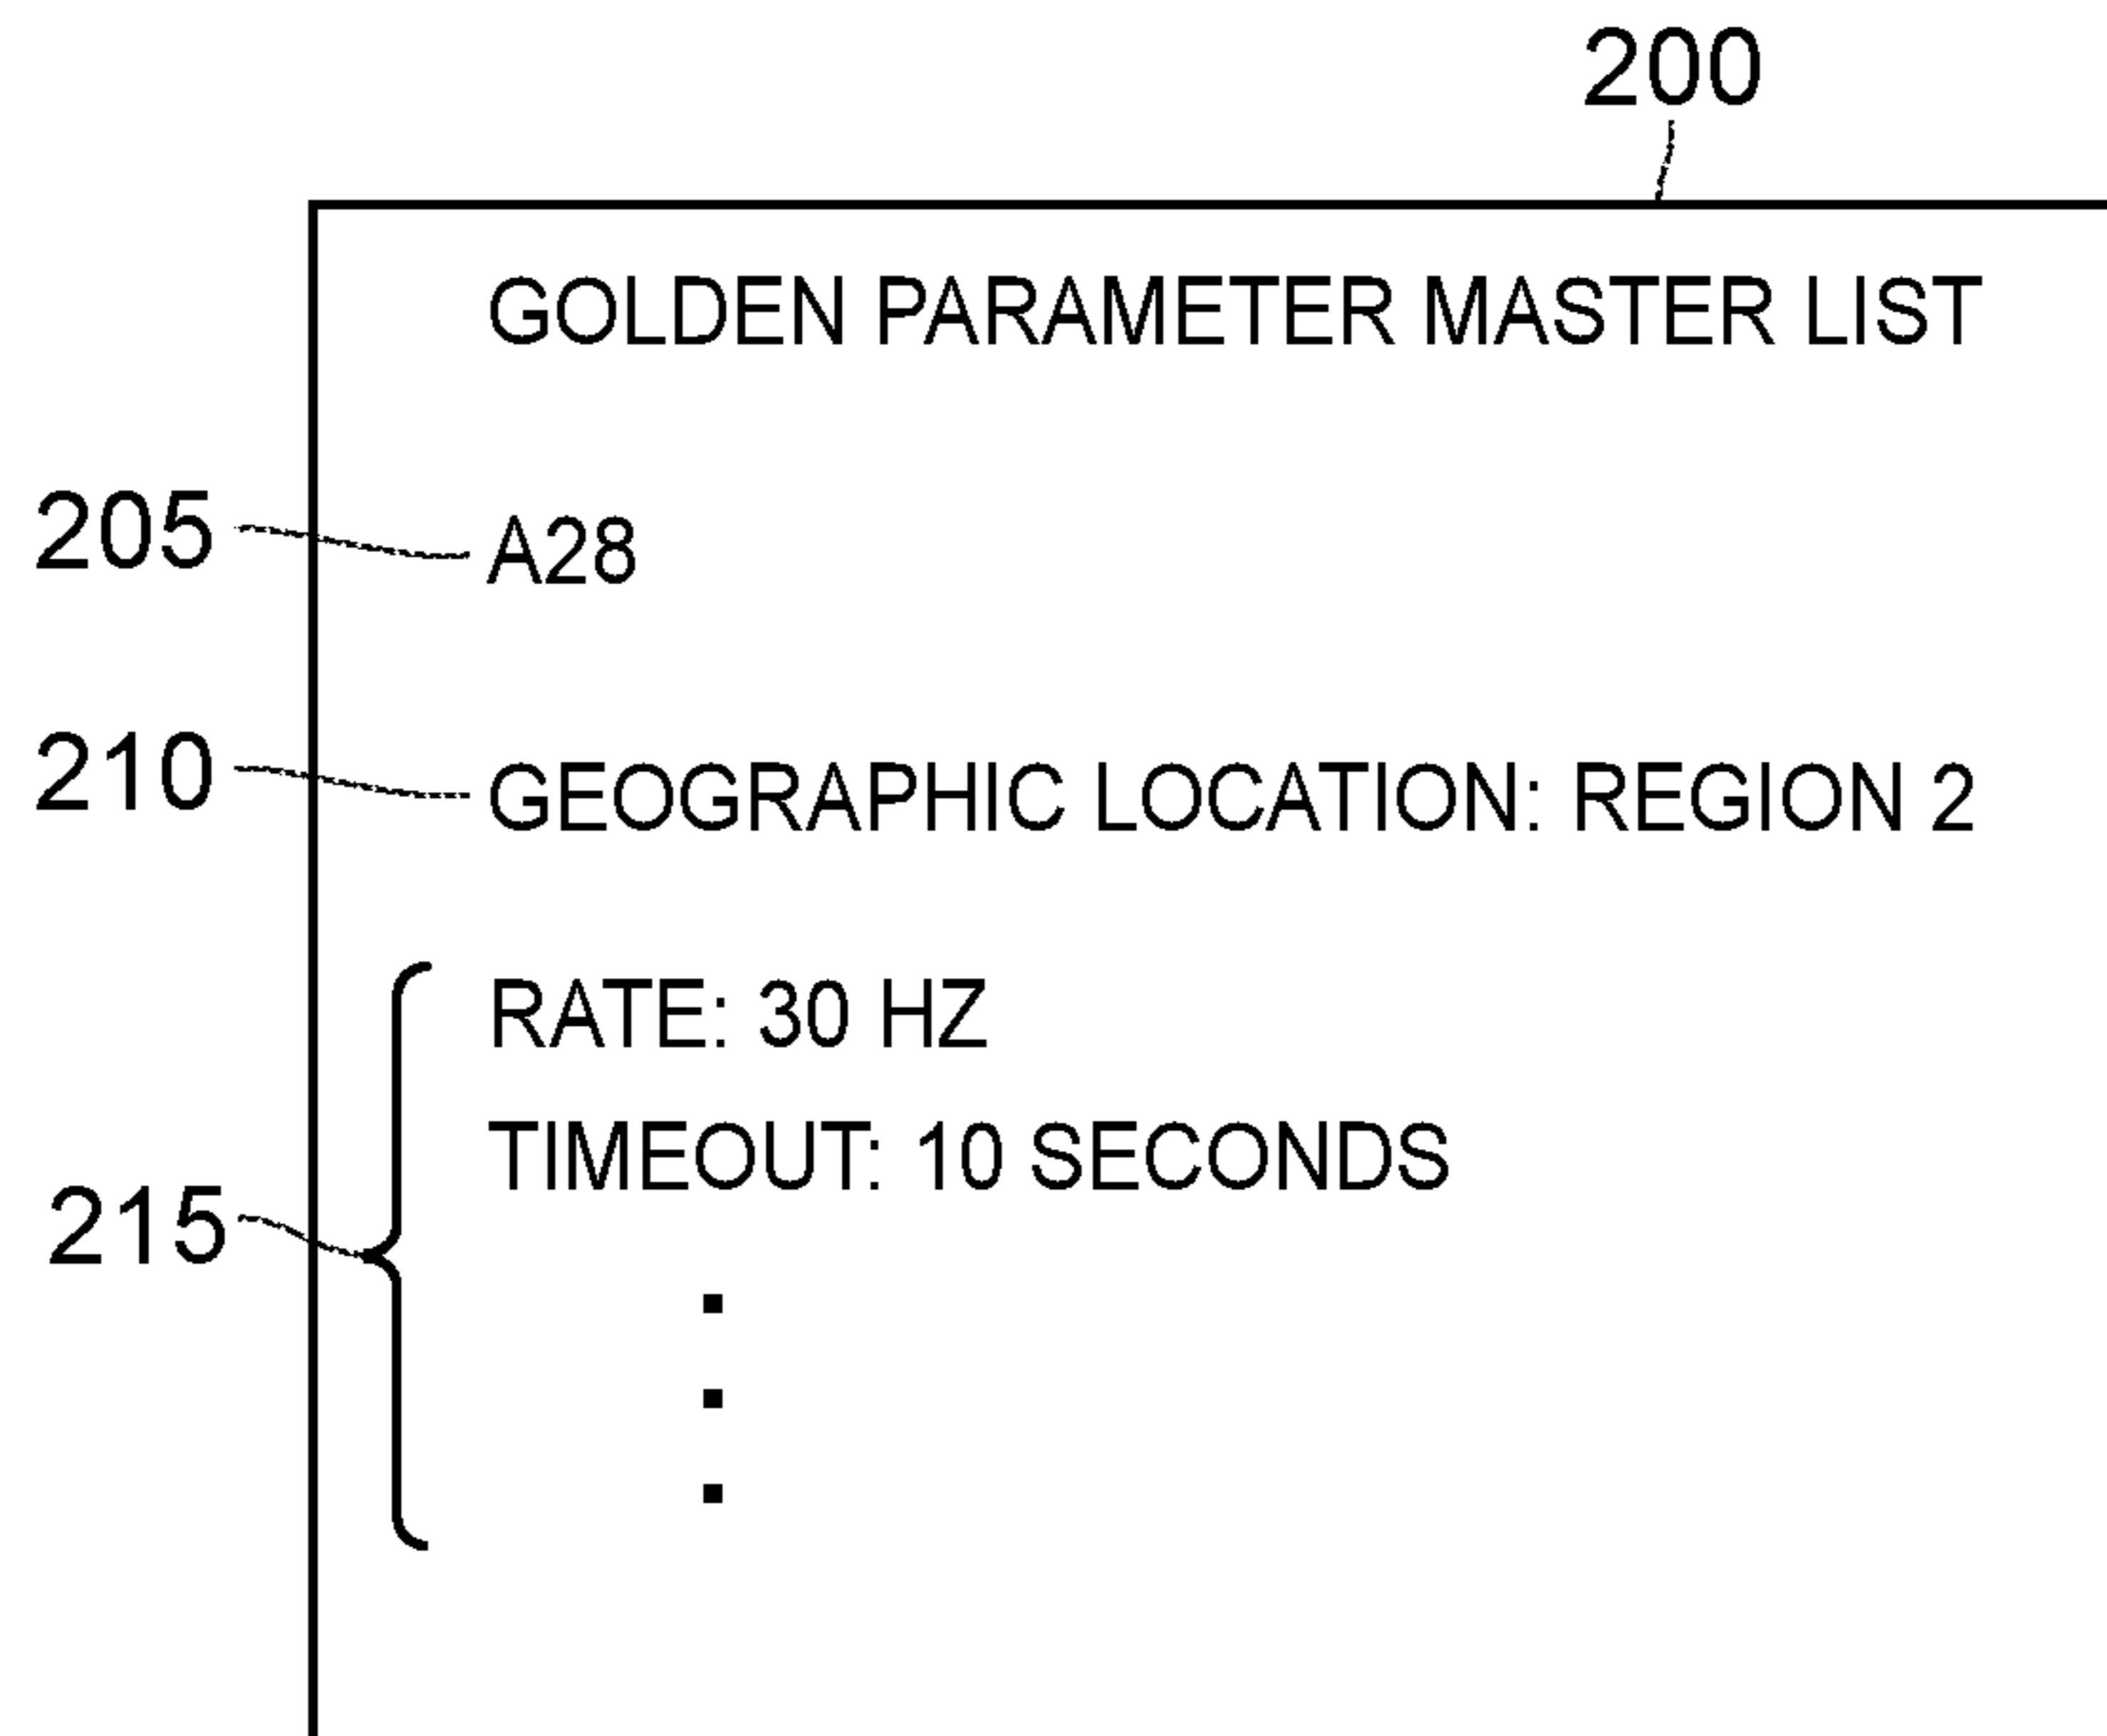 200
GOLDEN PARAMETER MASTER LIST
205 A28
210 GEOGRAPHIC LOCATION: REGION 2
RATE: 30 HZ
TIMEOUT: 10 SECONDS
215